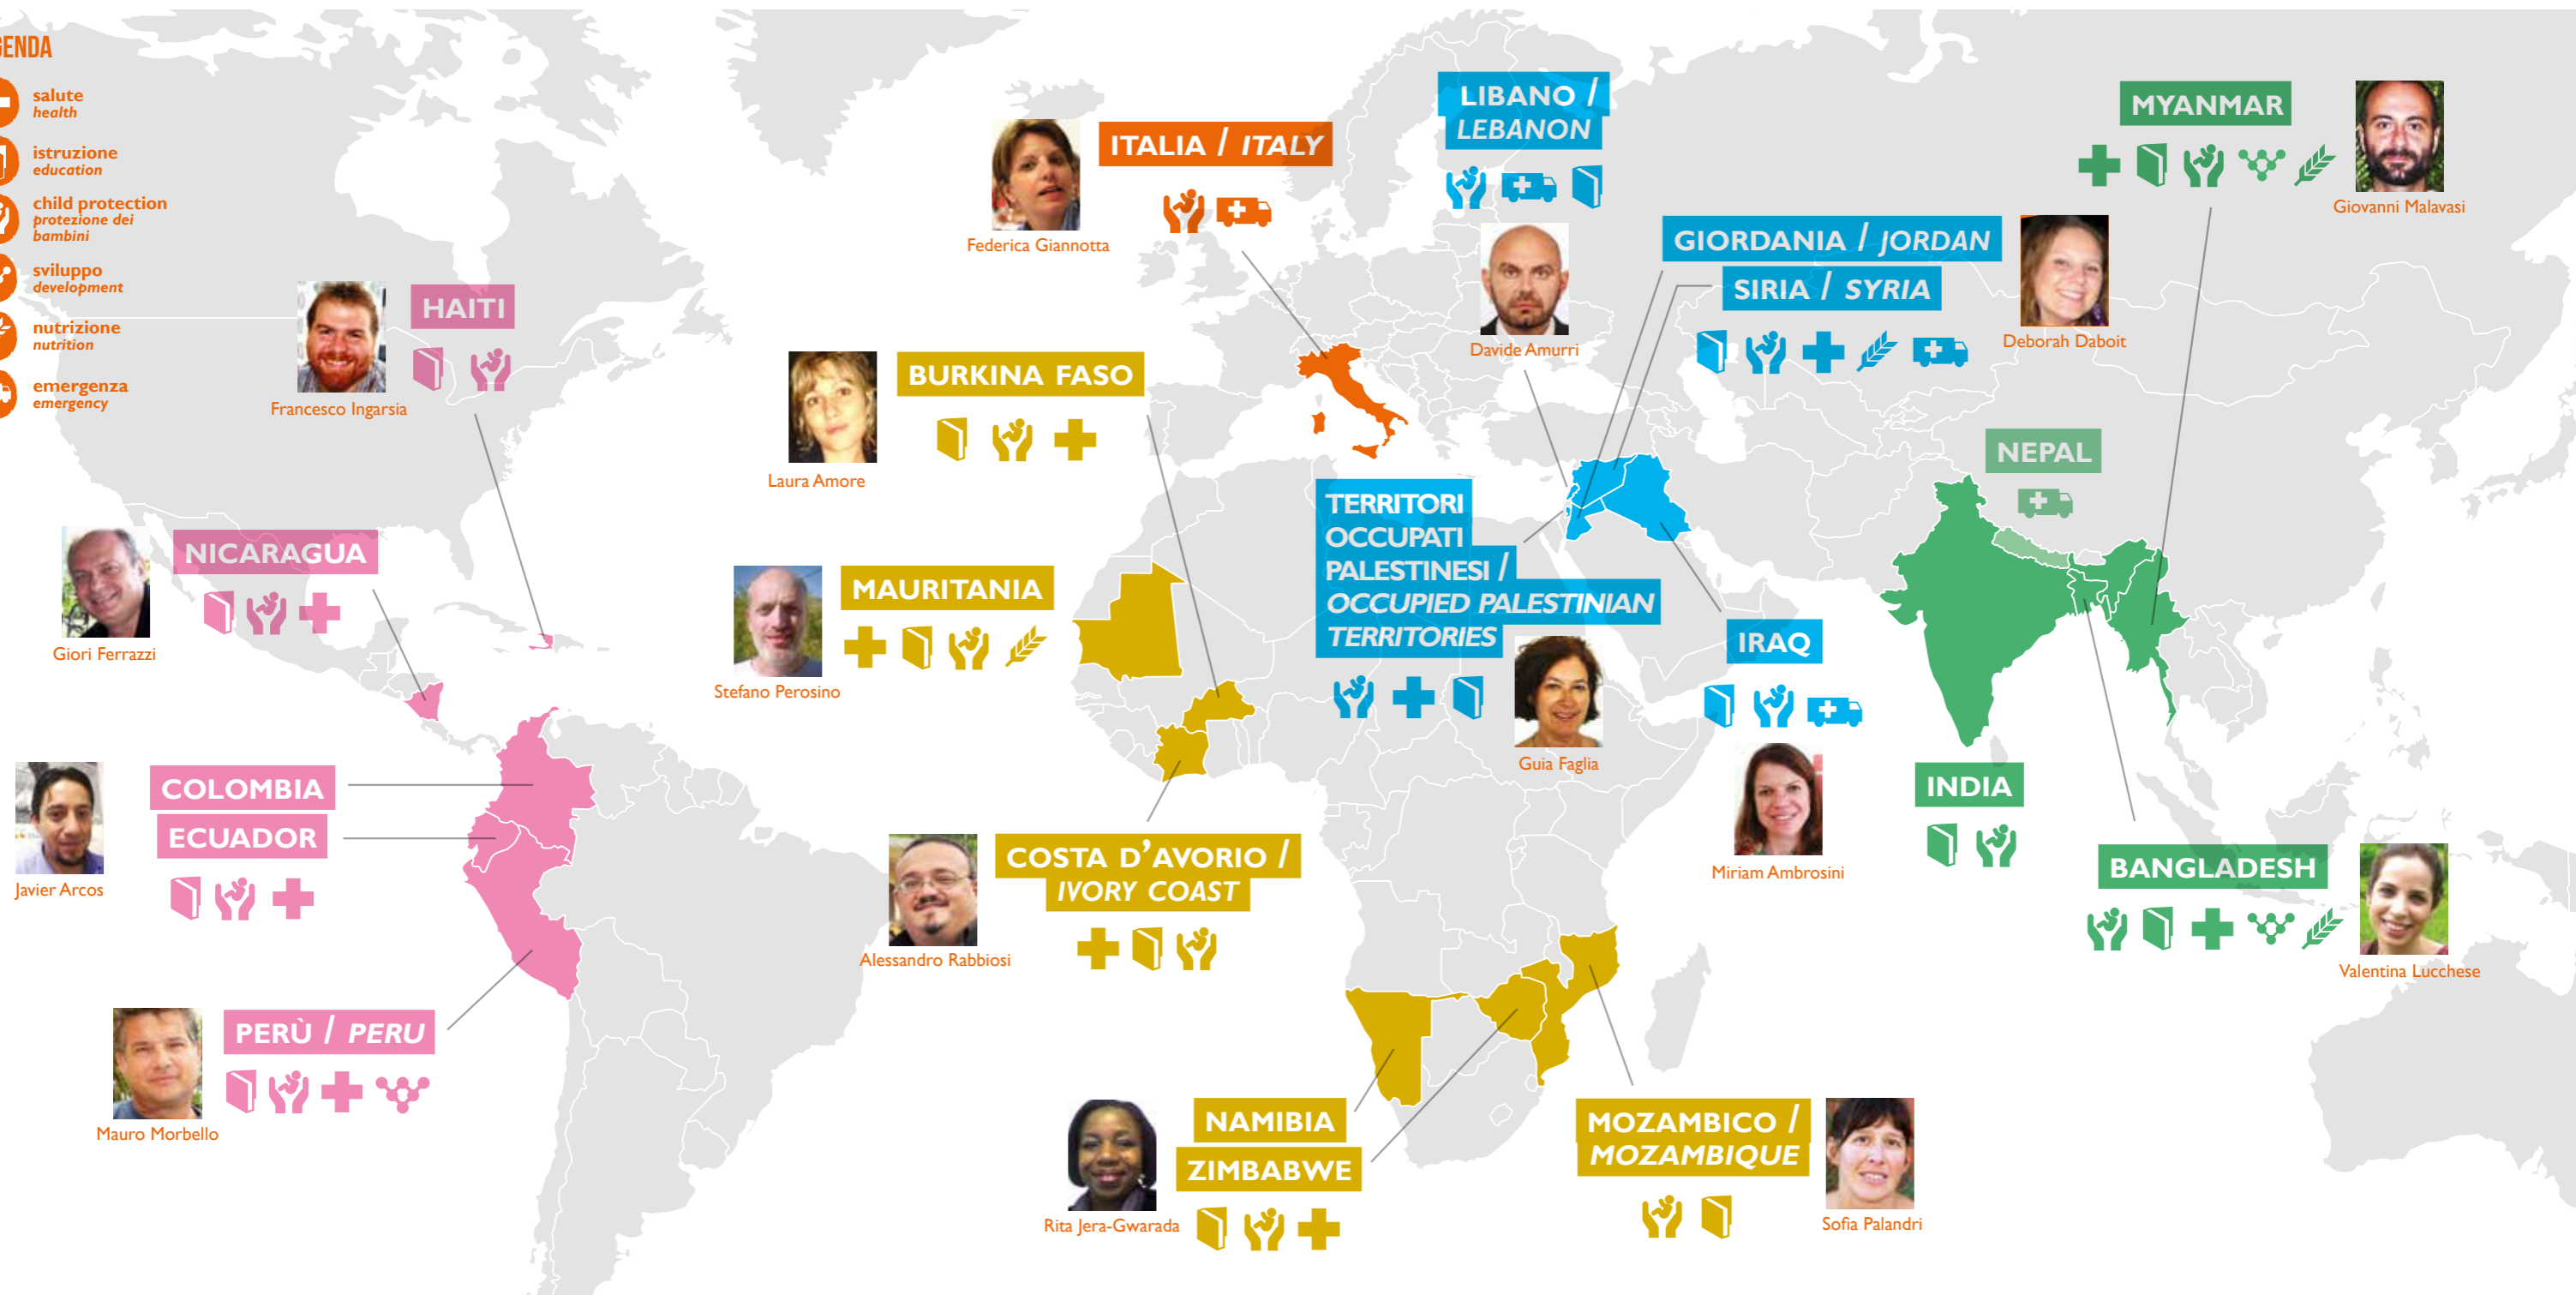 GENDA
salute
health
istruzione
education
child protection
protezione dei
bambini
sviluppo
development
nutrizione
nutrition
emergenza
emergency
HAITI
Francesco Ingarsia
NICARAGUA
Giori Ferrazzi
COLOMBIA
ECUADOR
Javier Arcos
PERÙ / PERU
Mauro Morbello
ITALIA / ITALY
Federica Giannotta
BURKINA FASO
Laura Amore
MAURITANIA
Stefano Perosino
COSTA D'AVORIO /
IVORY COAST
Alessandro Rabbiosi
NAMIBIA
ZIMBABWE
Rita Jera-Gwarada
MOZAMBICO /
MOZAMBIQUE
Sofia Palandri
LIBANO /
LEBANON
Davide Amurri
GIORDANIA / JORDAN
SIRIA / SYRIA
Deborah Daboit
TERRITORI
OCCUPATI
PALESTINESI /
OCCUPIED PALESTINIAN
TERRITORIES
Guia Faglia
IRAQ
Miriam Ambrosini
MYANMAR
Giovanni Malavasi
NEPAL
INDIA
BANGLADESH
Valentina Lucchese